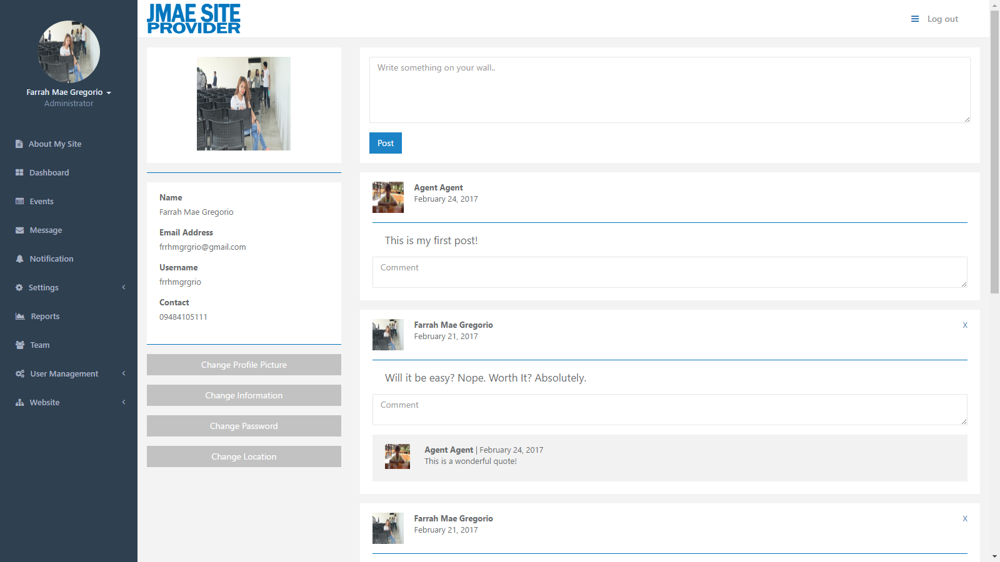 Farrah Mae Gregorio
Administrator
About My Site
Dashboard
Events
Message
Notification
Settings
Reports
Team
User Management
Website
JMAE SITE
PROVIDER
Log out
Name
Farrah Mae Gregorio
Email Address
frrhmgrgrio@gmail.com
Username
frrhmgrgrio
Contact
09484105111
Change Profile Picture
Change Information
Change Password
Change Location
Write something on your wall..
Post
Agent Agent
February 24, 2017
This is my first post!
Comment
Farrah Mae Gregorio
X
February 21, 2017
Will it be easy? Nope. Worth It? Absolutely.
Comment
Agent Agent | February 24, 2017
This is a wonderful quote!
Farrah Mae Gregorio
X
February 21, 2017